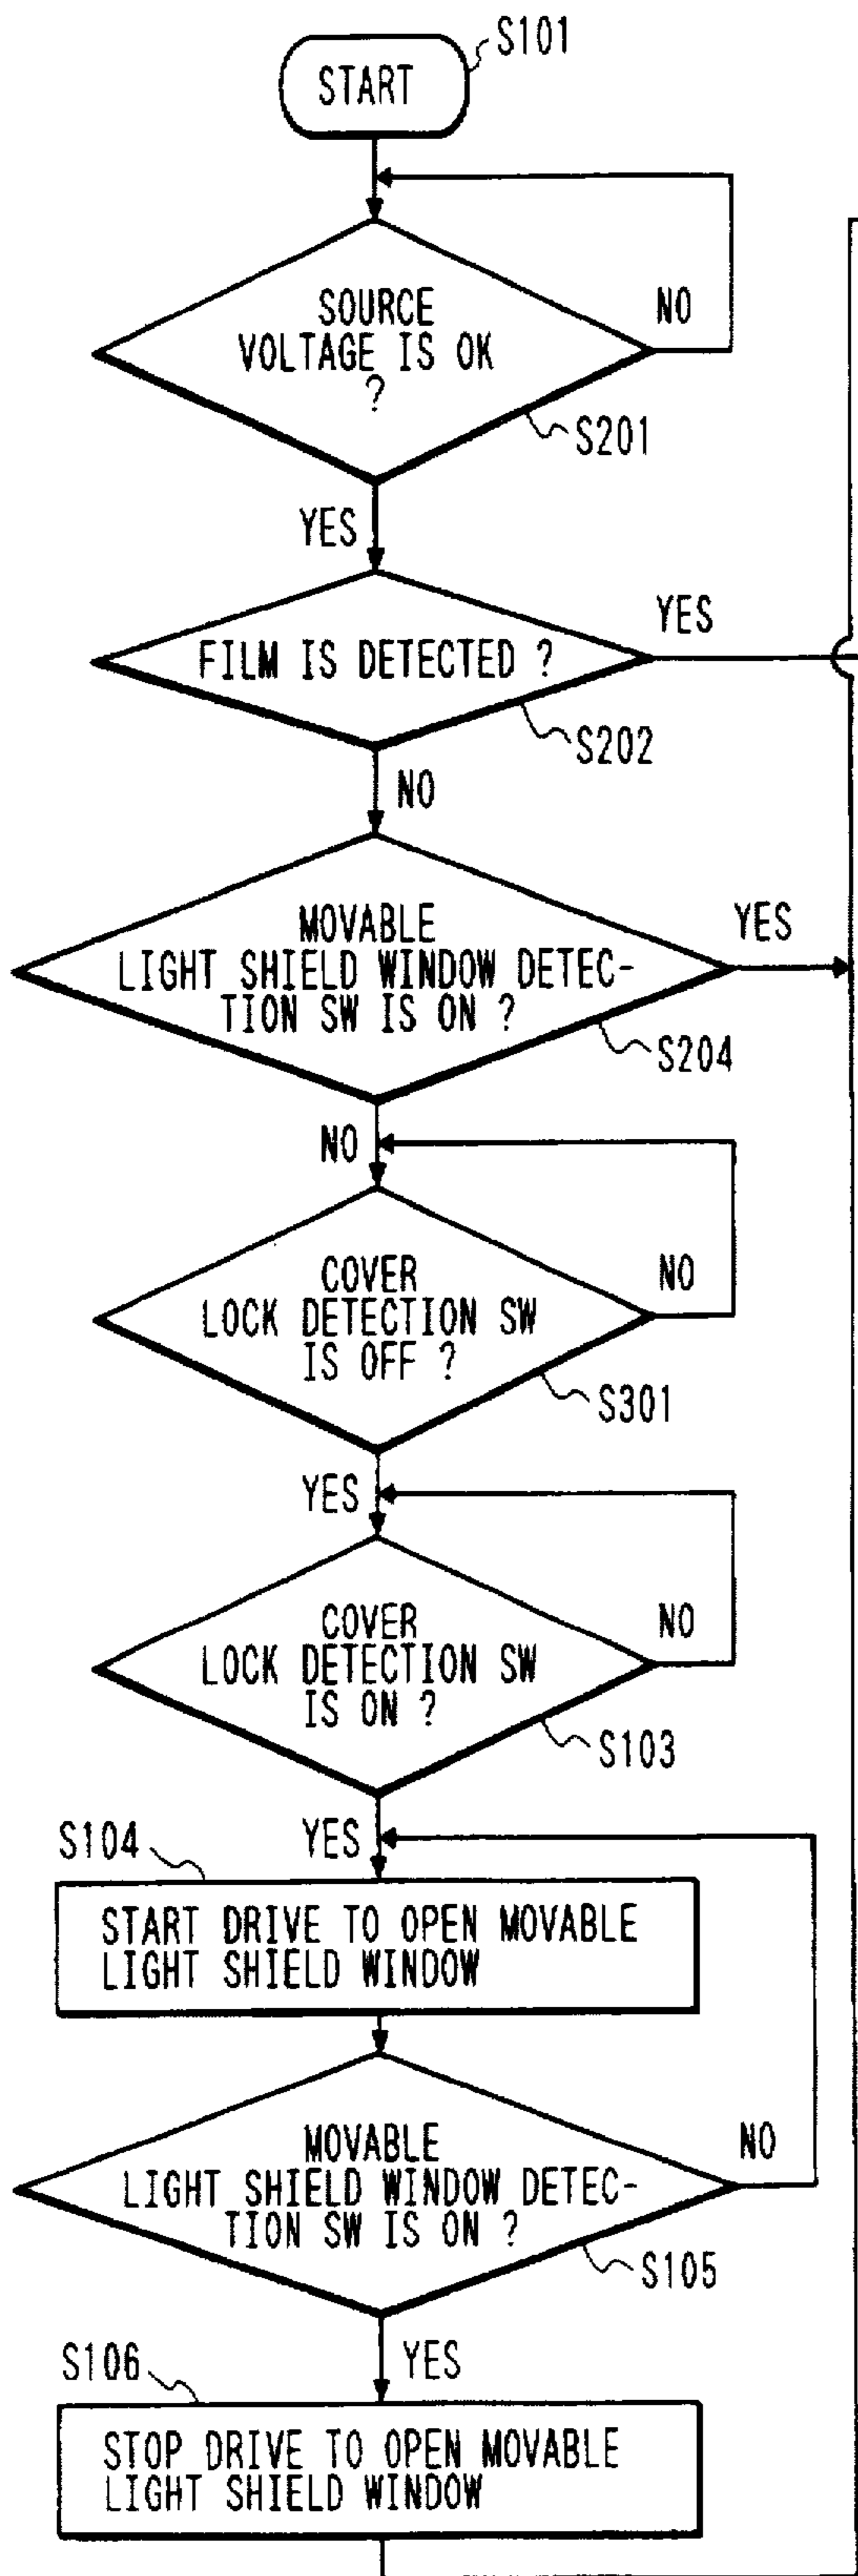 START
S101
SOURCE
VOLTAGE IS OK
?
NO
S201
YES
FILM IS DETECTED ?
YES
S202
NO
MOVABLE
LIGHT SHIELD WINDOW DETEC-
TION SW IS ON ?
YES
S204
NO
COVER
LOCK DETECTION SW
IS OFF ?
NO
S301
YES
COVER
LOCK DETECTION SW
IS ON ?
NO
S103
YES
S104
START DRIVE TO OPEN MOVABLE
LIGHT SHIELD WINDOW
MOVABLE
LIGHT SHIELD WINDOW DETEC-
TION SW IS ON ?
NO
S105
YES
S106
STOP DRIVE TO OPEN MOVABLE
LIGHT SHIELD WINDOW